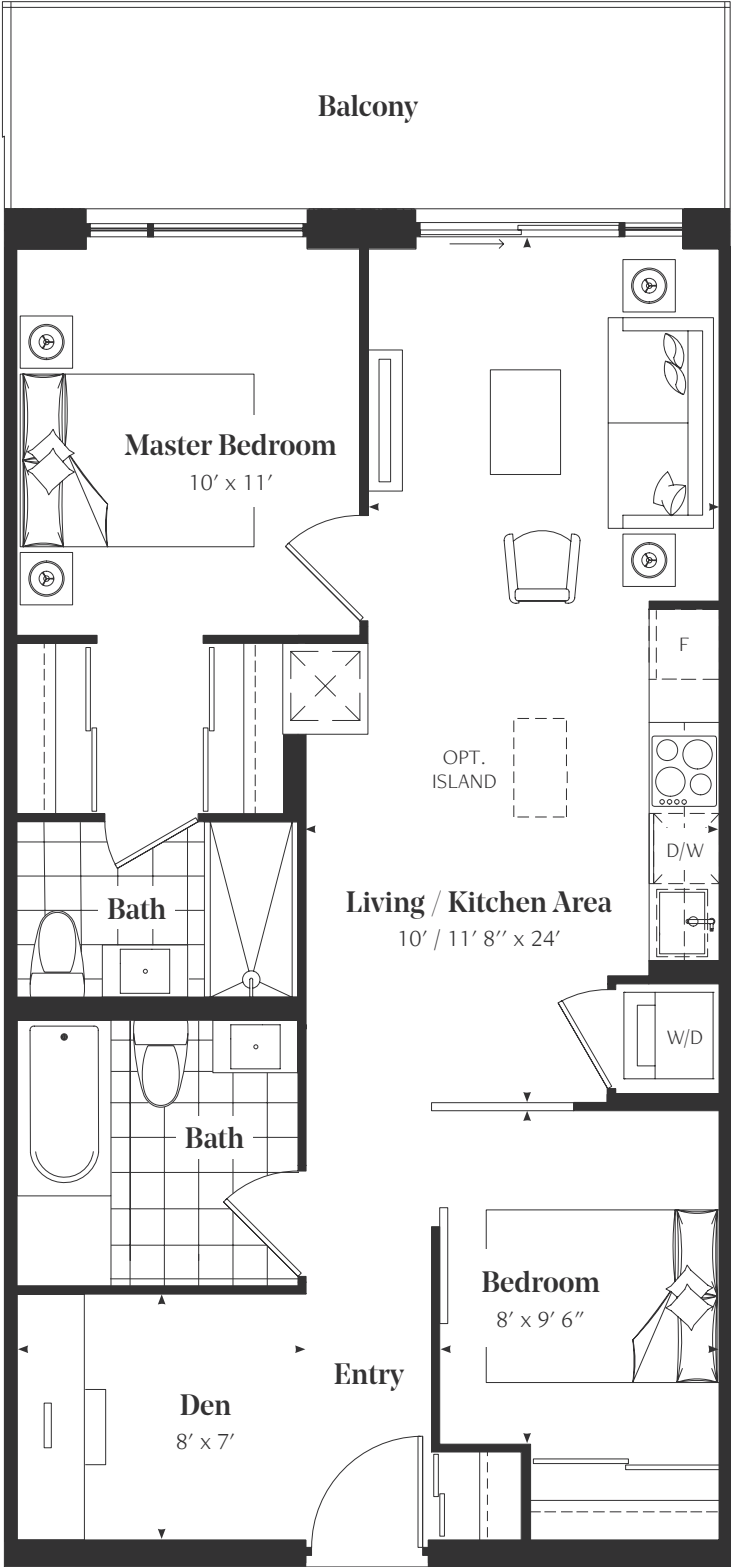 Balcony
Master Bedroom
10′ x 11′
F
OPT.
ISLAND
D/W
Bath
Living / Kitchen Area
10′ / 11′ 8′′ x 24′
W/D
Bath
Bedroom
8′ x 9′ 6″
Entry
Den
8′ x 7′